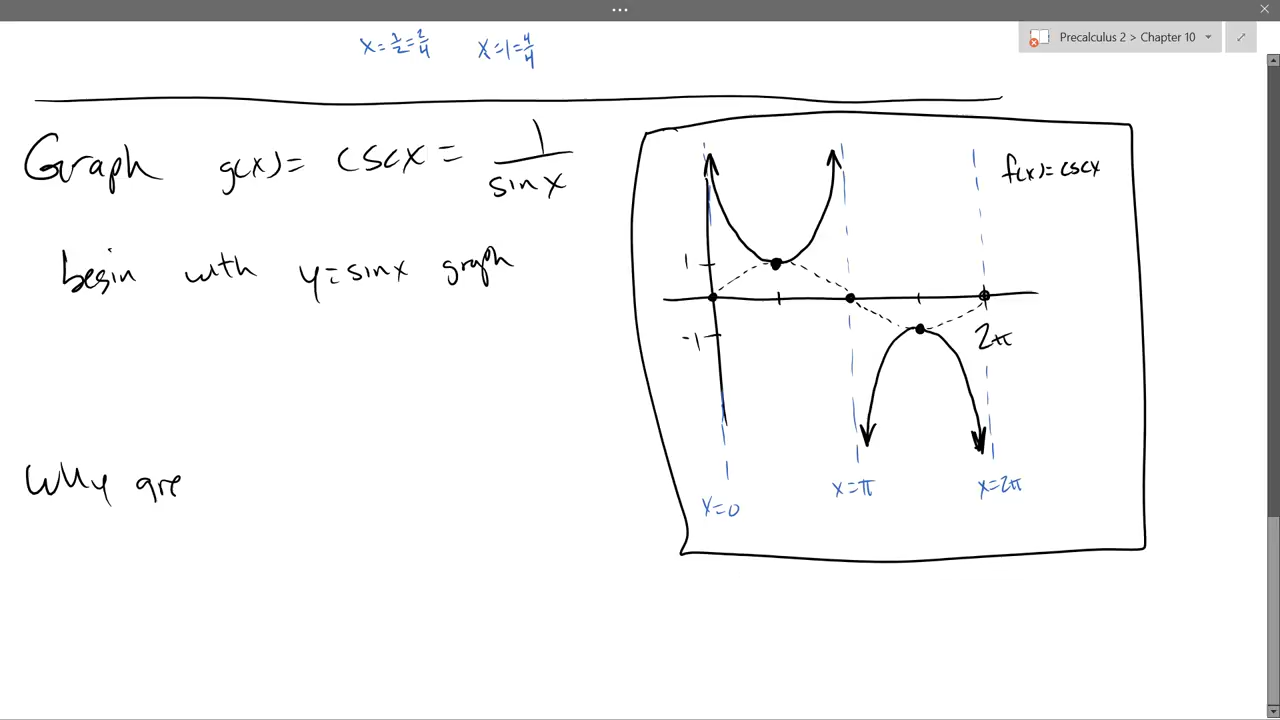 Precalculus 2 > Chapter 10
x = 1/2 = 2/4 x = 1 = 4/4
Graph g(x) = cscx = 1/sinx
begin with y = sinx graph
Why are
f(x) = cscx
1
-1
2π
x=0 x=π x=2π